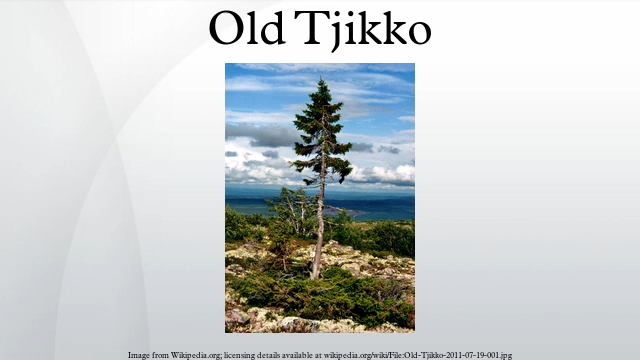 Old Tjikko
Image from Wikipedia.org; licensing details available at wikipedia.org/wiki/File:Old-Tjikko-2011-07-19-001.jpg